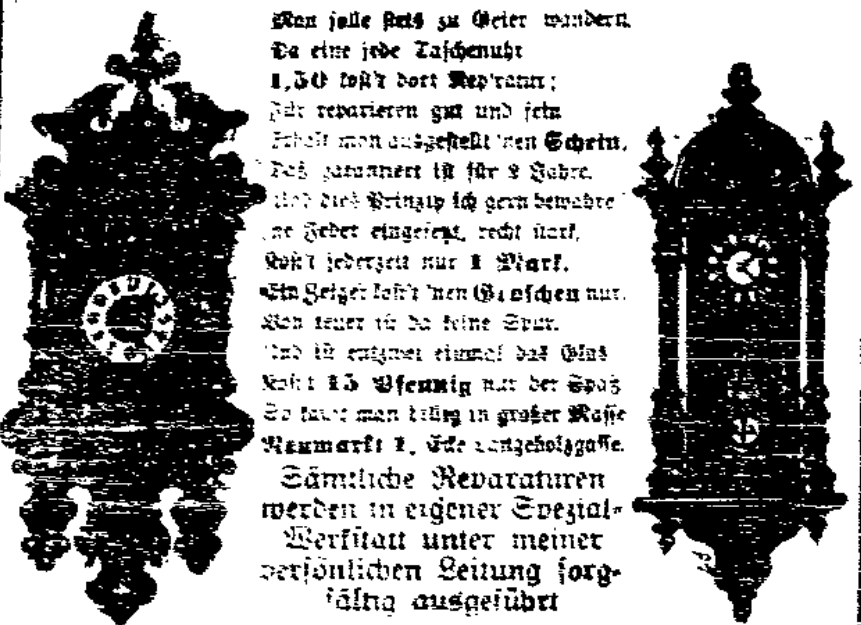 Man solle stets zu Geier wandern.
Da eine jede Taschenuhr
1,50 kost't dort Rep'ratur;
Für reparieren gut und fein
Erhält man ausgestellt 'nen Schein,
Daß garantiert ist für 2 Jahre.
Und dies Prinzip ich gern bewahre
'ne Feder eingesetzt, recht stark,
Kost't jederzeit nur 1 Mark.
Ein Zeiger kost't 'nen Groschen nur.
Von teuer ist da keine Spur.
Und ist entzwei einmal das Glas
Kost't 15 Pfennig nur der Spaß
So kauft man billig in großer Masse
Neumarkt 1, Ecke Langeholzgasse.
Sämtliche Reparaturen
werden in eigener Spezial-
Werkstatt unter meiner
persönlichen Leitung sorg-
fältig ausgeführt